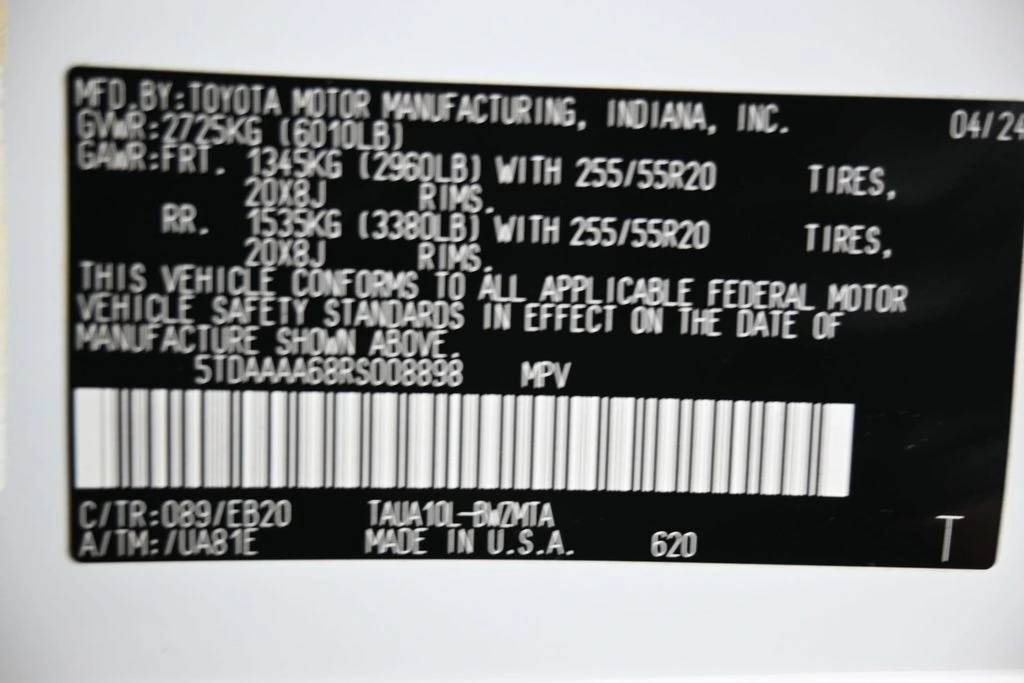 MFD.BY:TOYOTA MOTOR MANUFACTURING, INDIANA, INC. 04/24
GVWR:2725KG (6010LB)
GAWR:FRT. 1345KG (2960LB) WITH 255/55R20 TIRES,
20X8J RIMS.
RR. 1535KG (3380LB) WITH 255/55R20 TIRES,
20X8J RIMS.
THIS VEHICLE CONFORMS TO ALL APPLICABLE FEDERAL MOTOR
VEHICLE SAFETY STANDARDS IN EFFECT ON THE DATE OF
MANUFACTURE SHOWN ABOVE.
5TDAAAA68RS008898 MPV
C/TR:089/EB20 TAUA10L-BWZMTA
A/TM:/UA81E MADE IN U.S.A. 620 T